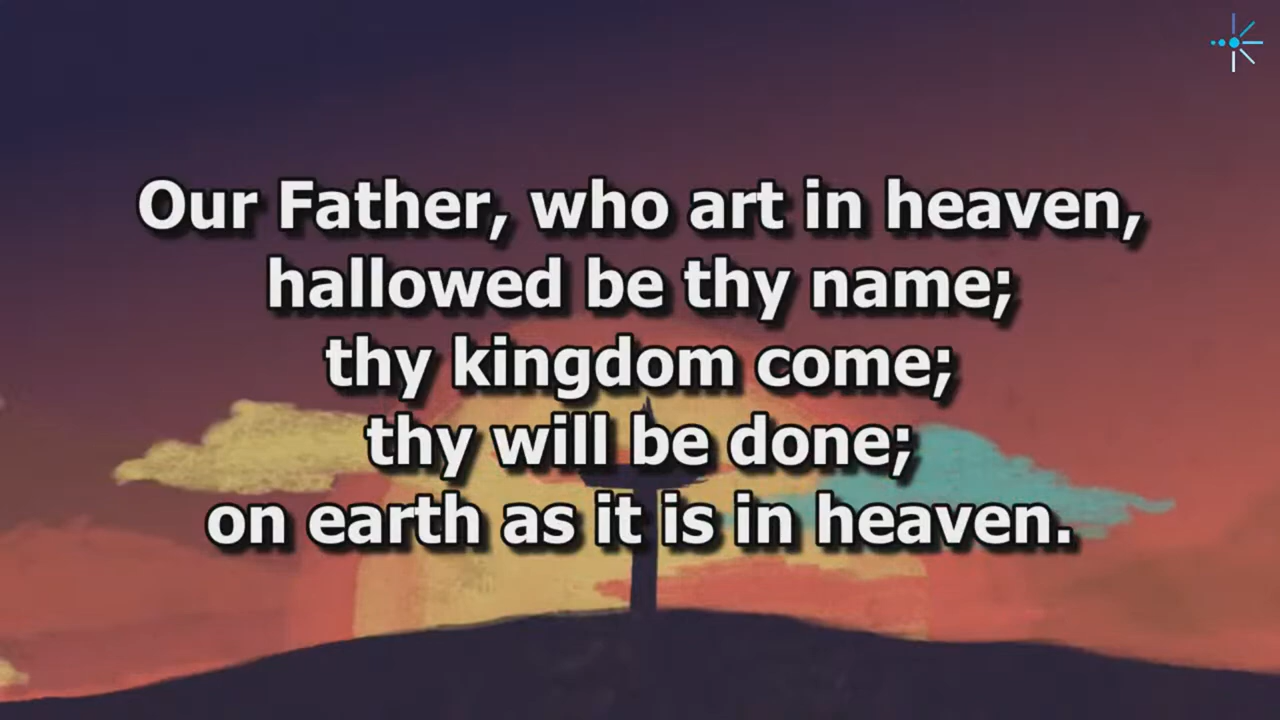 Our Father, who art in heaven,
hallowed be thy name;
thy kingdom come;
thy will be done;
on earth as it is in heaven.